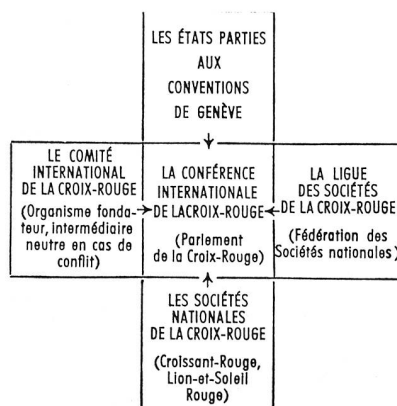 LES ÉTATS PARTIES
AUX
CONVENTIONS
DE GENÈVE
LE COMITÉ
INTERNATIONAL
DE LA CROIX-ROUGE
(Organisme fonda-
teur, intermédiaire
neutre en cas de
conflit)
LA CONFÉRENCE
INTERNATIONALE
DE LACROIX-ROUGE
(Parlement
de la Croix-Rouge)
LA LIGUE
DES SOCIÉTÉS
DE LA CROIX-ROUGE
(Fédération des
Sociétés nationales)
LES SOCIÉTÉS
NATIONALES
DE LA CROIX-ROUGE
(Croissant-Rouge,
Lion-et-Soleil
Rouge)